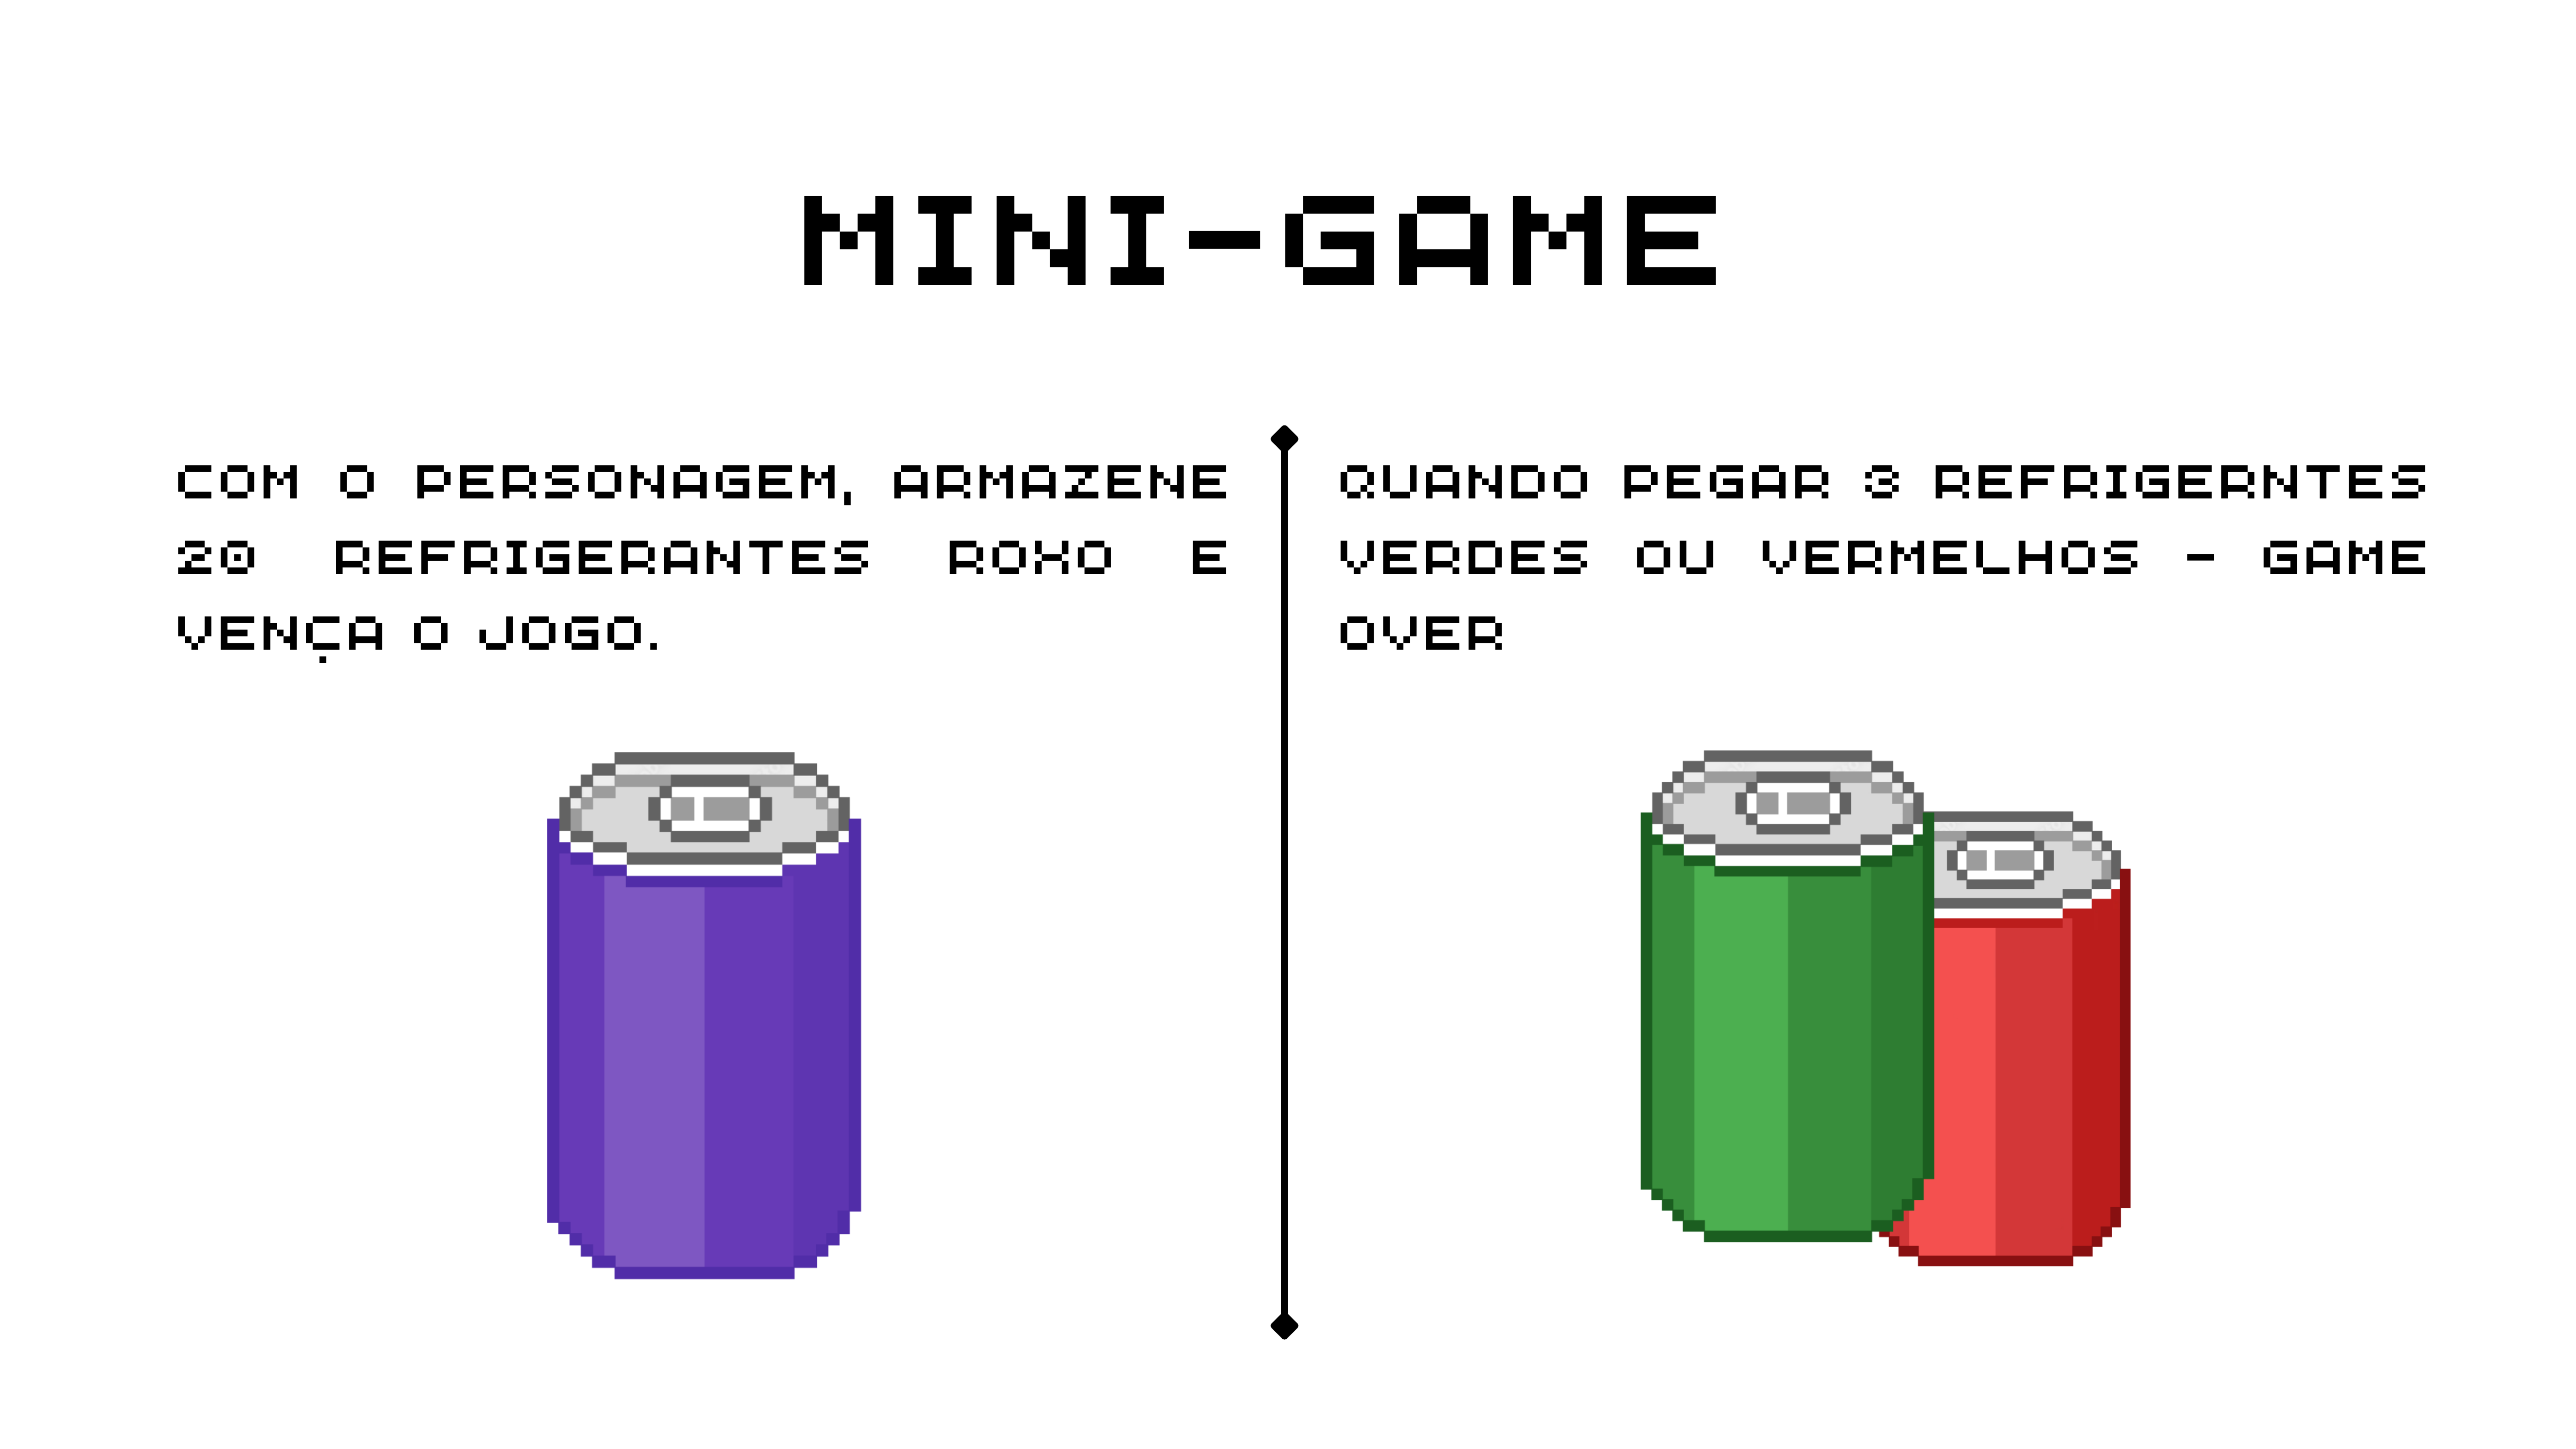 MINI-GAME
COM O PERSONAGEM, ARMAZENE
20 REFRIGERANTES ROXO E
VENÇA O JOGO.
QUANDO PEGAR 3 REFRIGERNTES
VERDES OU VERMELHOS - GAME
OVER